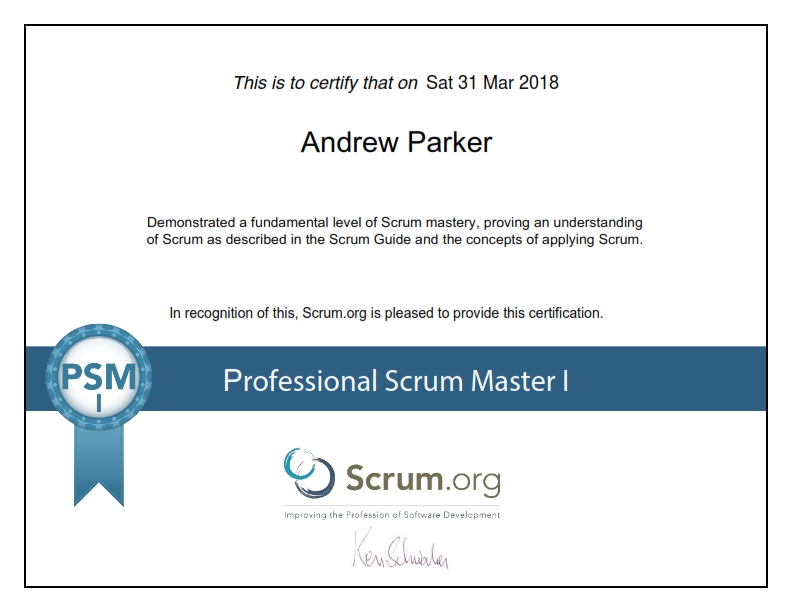 This is to certify that on Sat 31 Mar 2018
Andrew Parker
Demonstrated a fundamental level of Scrum mastery, proving an understanding
of Scrum as described in the Scrum Guide and the concepts of applying Scrum.
In recognition of this, Scrum.org is pleased to provide this certification.
PSM
I
Professional Scrum Master I
Scrum.org
Improving the Profession of Software Development
Ken Schwaber